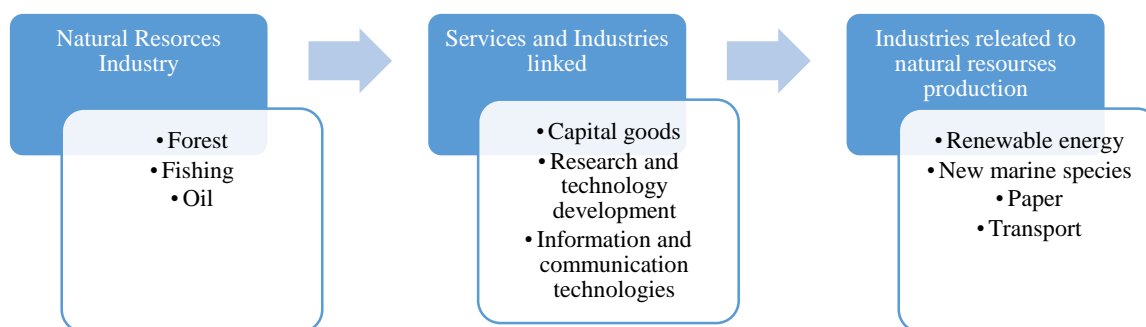 Natural Resorces
Industry
• Forest
• Fishing
• Oil
Services and Industries
linked
• Capital goods
• Research and
technology
development
• Information and
communication
technologies
Industries releated to
natural resourses
production
• Renewable energy
• New marine species
• Paper
• Transport